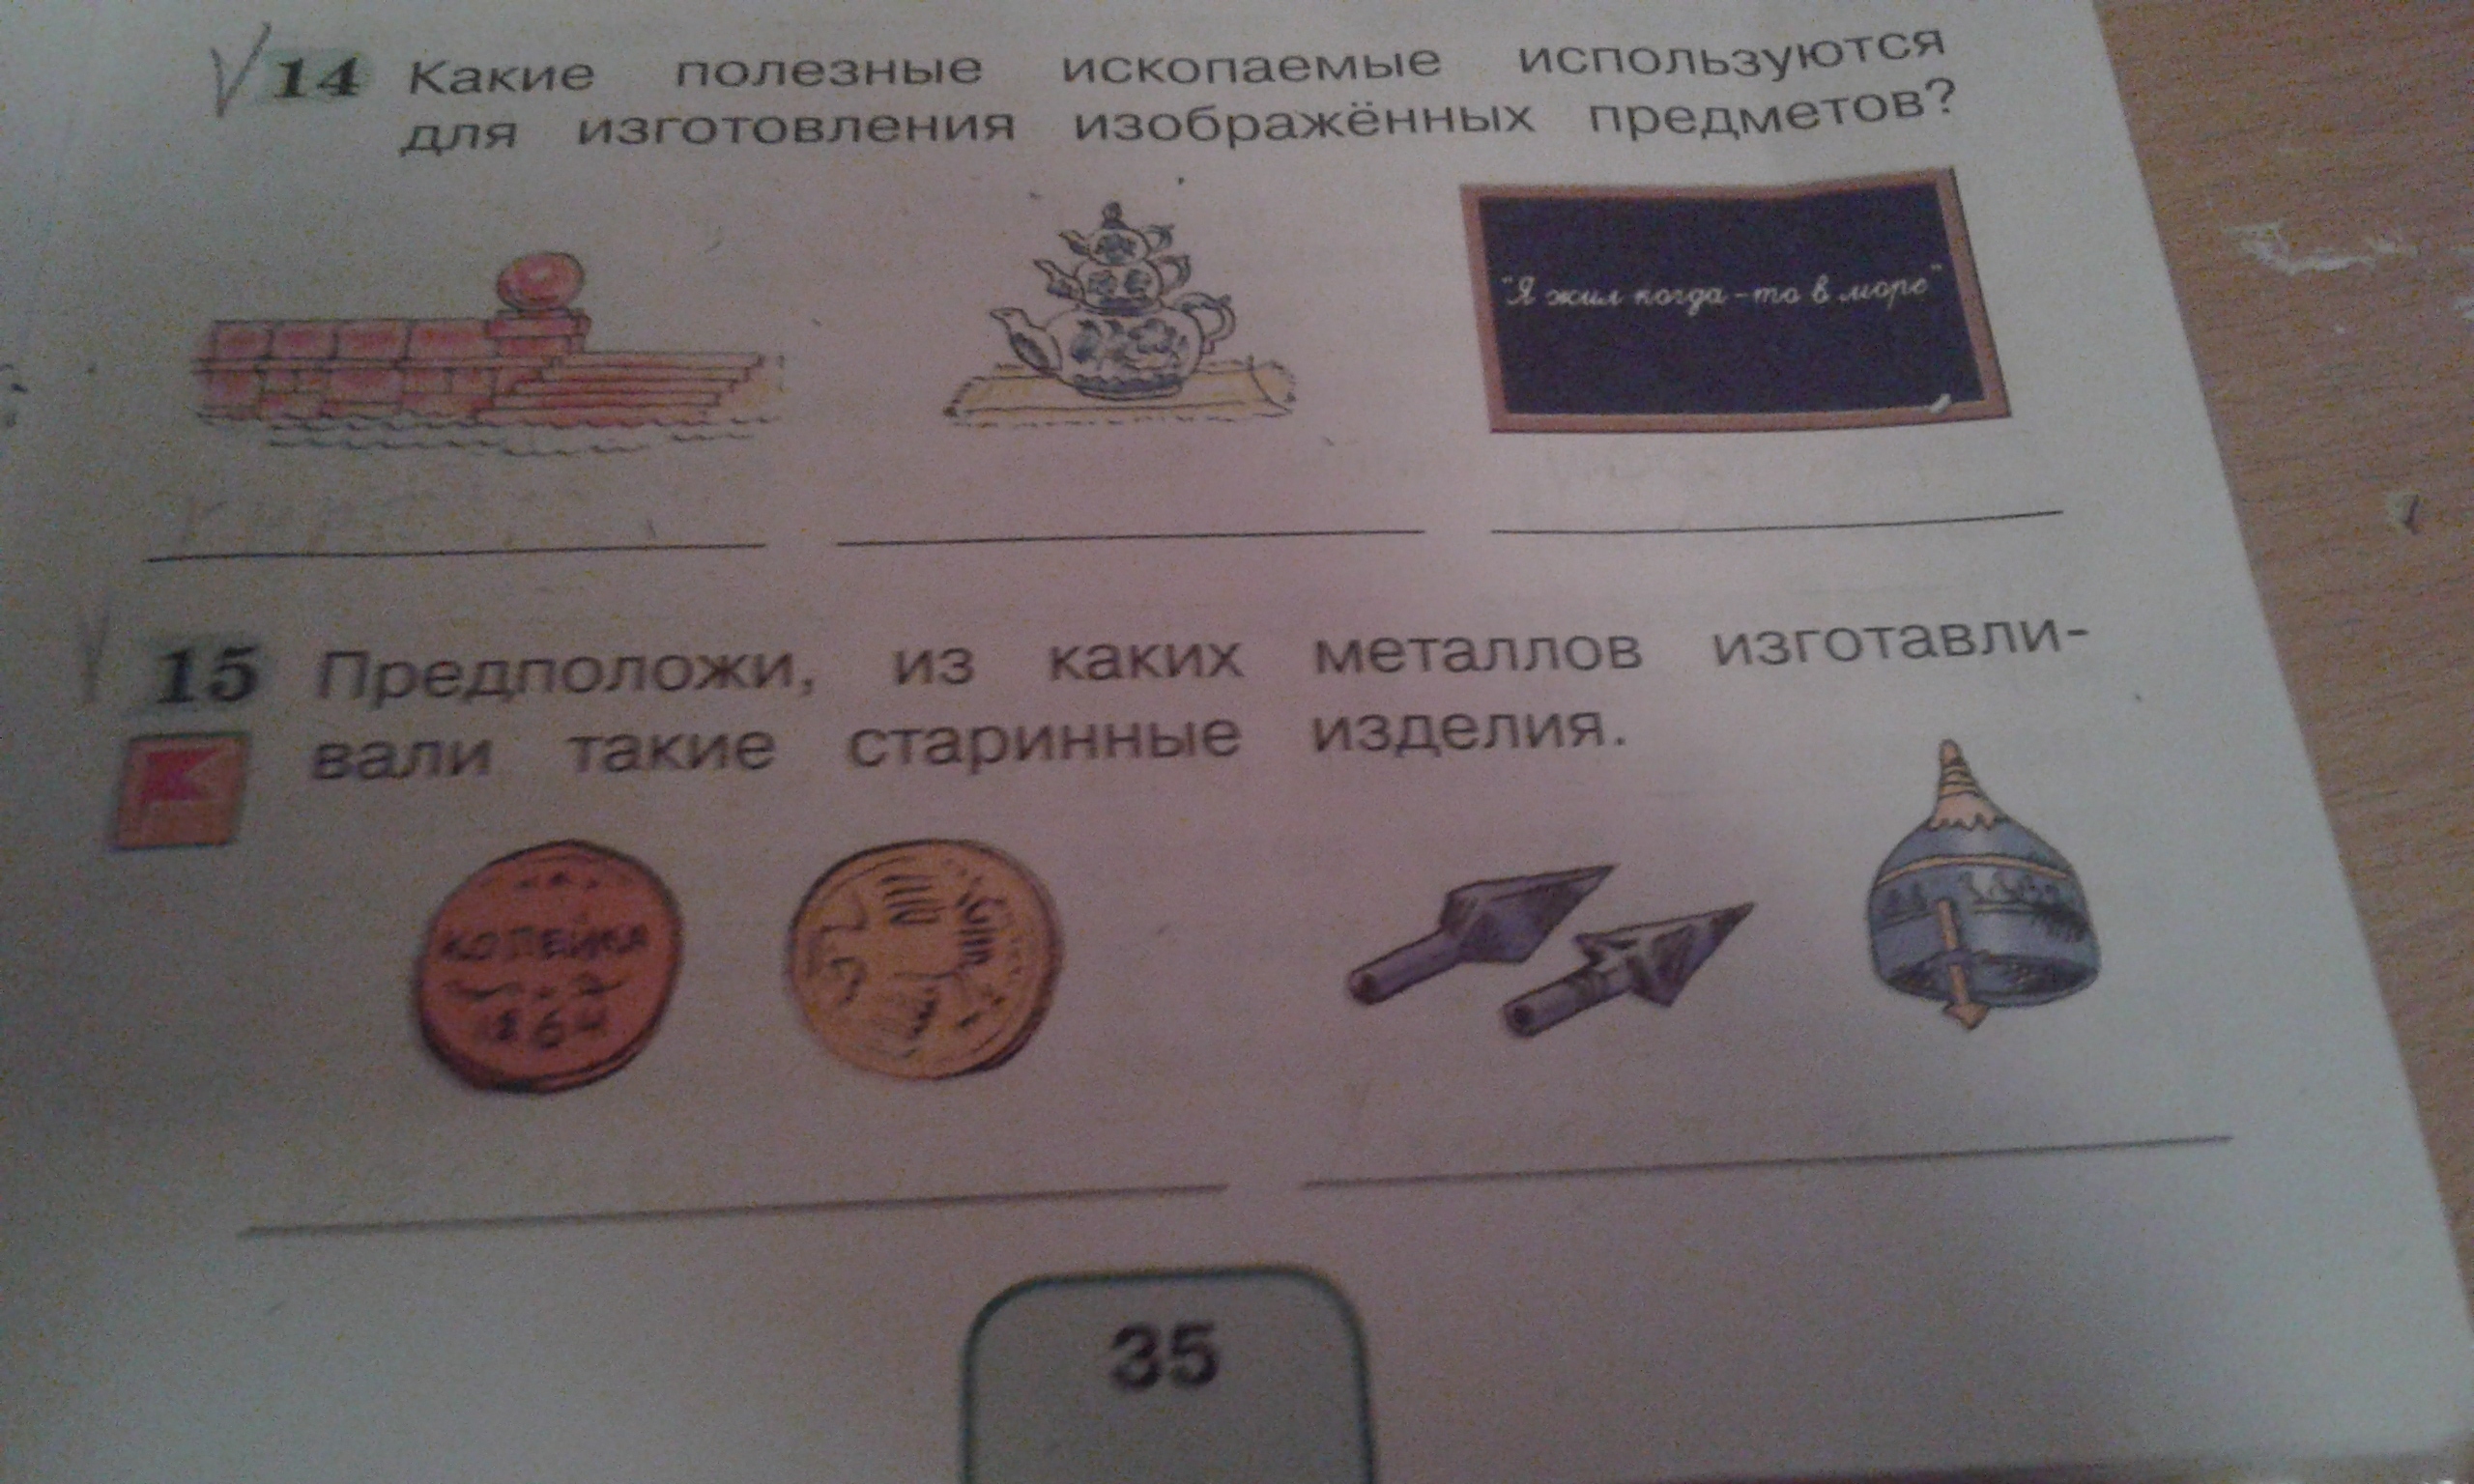 14 Какие полезные ископаемые используются
для изготовления изображённых предметов?
"Я жил когда-то в море"
15 Предположи, из каких металлов изготавли-
вали такие старинные изделия.
КОПЕЙКА
1864
35